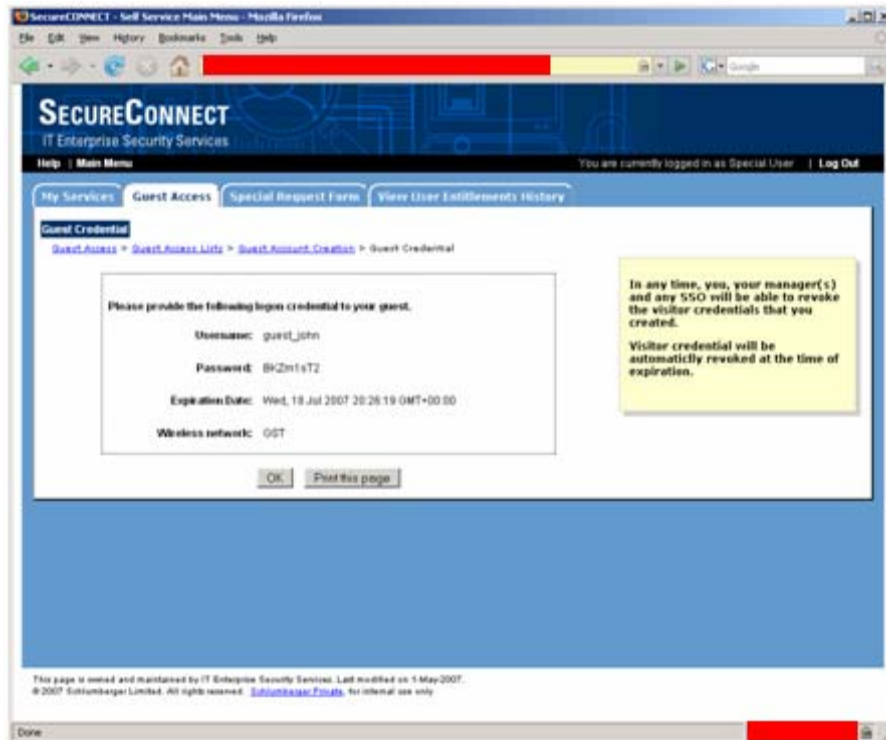 SecureCONNECT - Self Service Main Menu - Mozilla Firefox
File Edit View History Bookmarks Tools Help
Google
SECURECONNECT
IT Enterprise Security Services
Help | Main Menu
You are currently logged in as Special User | Log Out
My Services Guest Access Special Request Form View User Entitlements History
Guest Credential
Guest Access > Guest Access Lists > Guest Account Creation > Guest Credential
Please provide the following logon credential to your guest.
Username: guest_john
Password: BKZm1sT2
Expiration Date: Wed, 18 Jul 2007 20:26:19 GMT+00:00
Wireless network: GST
OK Print this page
In any time, you, your manager(s)
and any SSO will be able to revoke
the visitor credentials that you
created.
Visitor credential will be
automaticlly revoked at the time of
expiration.
This page is owned and maintained by IT Enterprise Security Services. Last modified on 1-May-2007.
© 2007 Schlumberger Limited. All rights reserved. Schlumberger Private, for internal use only
Done